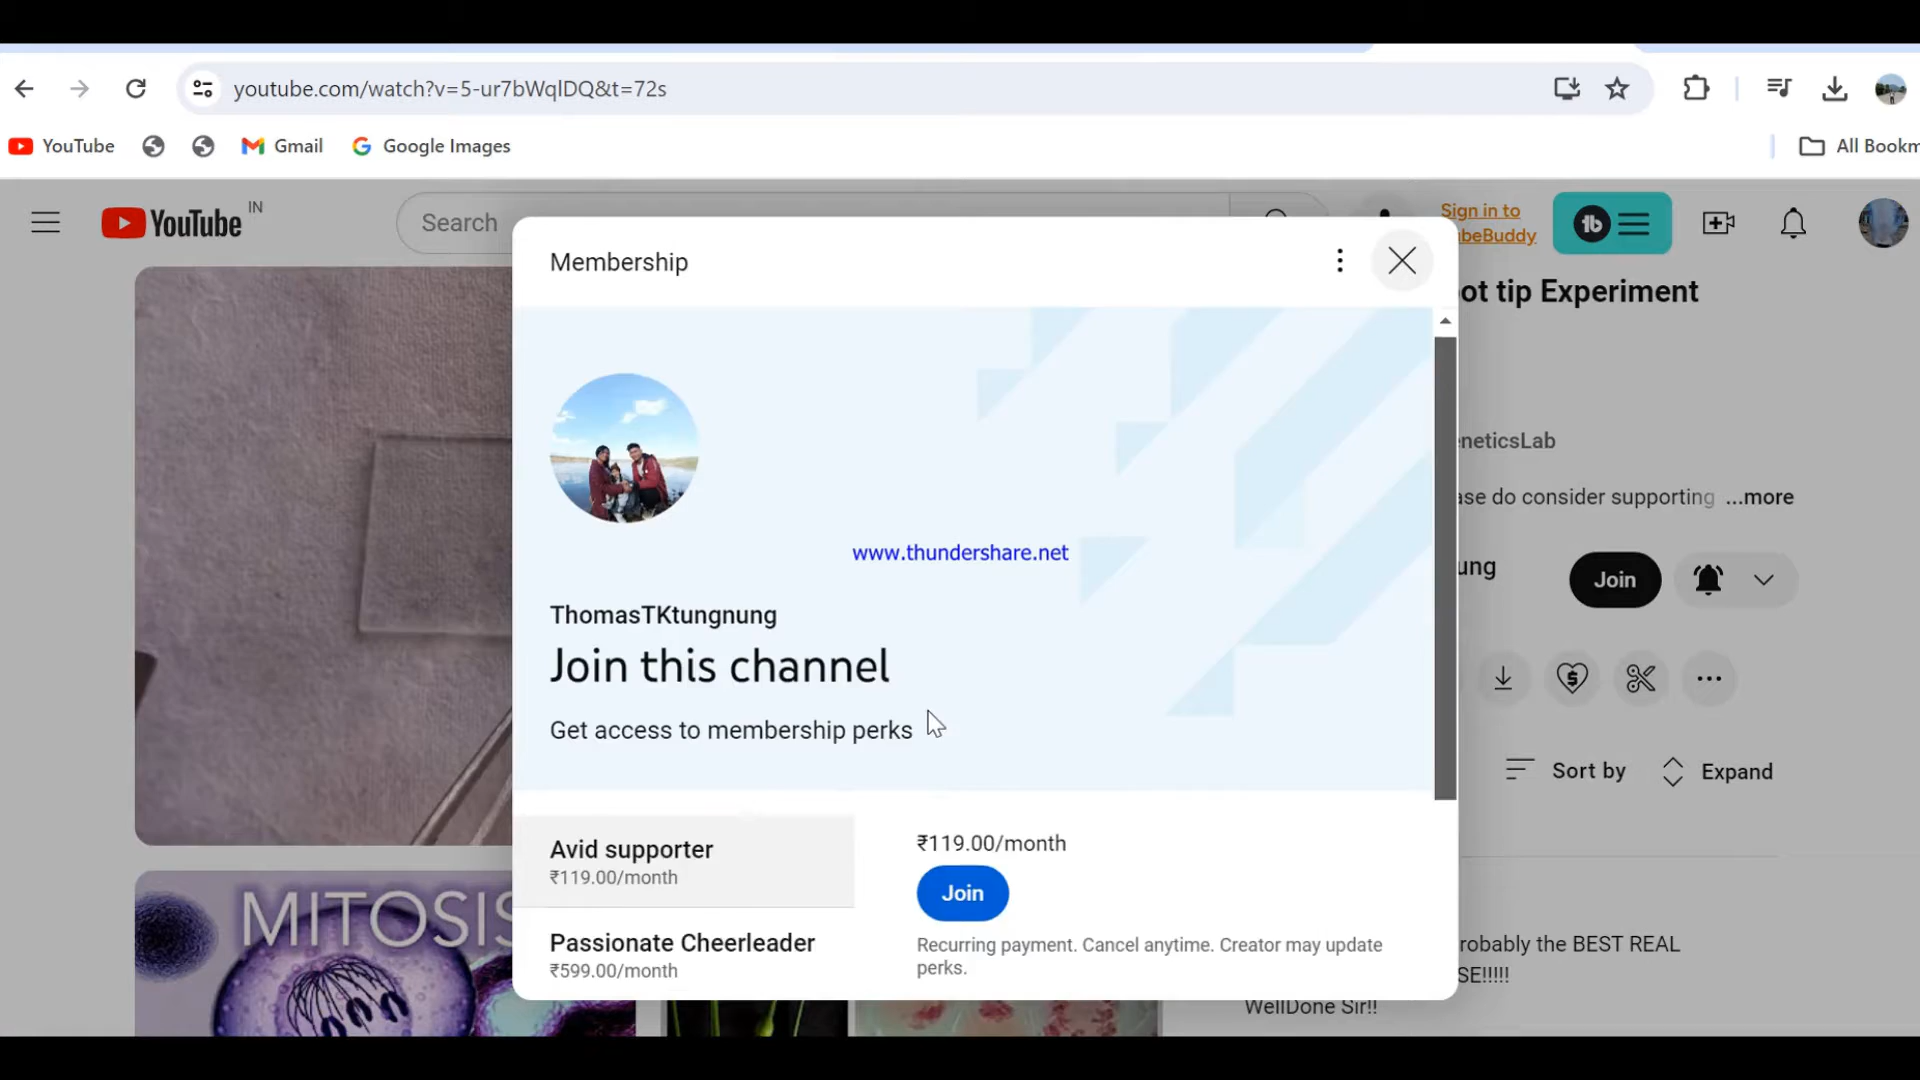 youtube.com/watch?v=5-ur7bWqlDQ&t=72s
YouTube
Gmail
Google Images
All Bookm
YouTube IN
Search
Sign in to
beBuddy
Membership
ot tip Experiment
eneticsLab
ase do consider supporting ...more
www.thundershare.net
ung
Join
ThomasTKtungnung
Join this channel
Get access to membership perks
Sort by
Expand
Avid supporter
₹119.00/month
₹119.00/month
Join
Passionate Cheerleader
₹599.00/month
Recurring payment. Cancel anytime. Creator may update
perks.
MITOSIS
robably the BEST REAL
SE!!!!!
WellDone Sir!!